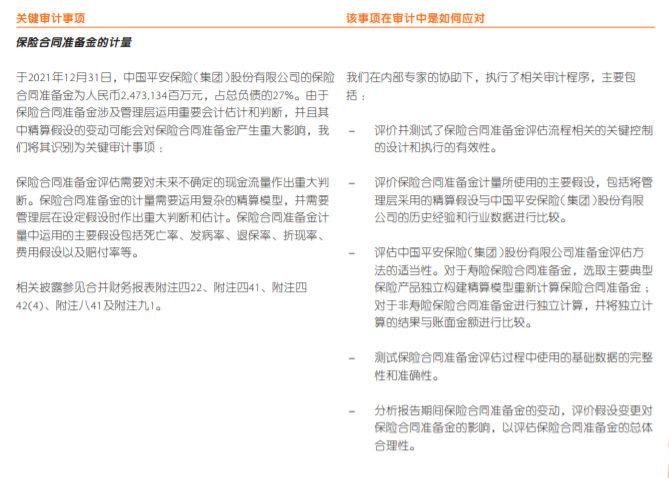 关键审计事项
该事项在审计中是如何应对
保险合同准备金的计量
于2021年12月31日，中国平安保险（集团）股份有限公司的保险
合同准备金为人民币2,473,134百万元，占总负债的27%。由于
保险合同准备金涉及管理层运用重要会计估计和判断，并且其
中精算假设的变动可能会对保险合同准备金产生重大影响，我
们将其识别为关键审计事项：
保险合同准备金评估需要对未来不确定的现金流量作出重大判
断。保险合同准备金的计量需要运用复杂的精算模型，并需要
管理层在设定假设时作出重大判断和估计。保险合同准备金计
量中运用的主要假设包括死亡率、发病率、退保率、折现率、
费用假设以及赔付率等。
相关披露参见合并财务报表附注四22、附注四41、附注四
42(4)、附注八41及附注九1。
我们在内部专家的协助下，执行了相关审计程序，主要包
括：
– 评价并测试了保险合同准备金评估流程相关的关键控制
的设计和执行的有效性。
– 评价保险合同准备金计量所使用的主要假设，包括将管
理层采用的精算假设与中国平安保险（集团）股份有限
公司的历史经验和行业数据进行比较。
– 评估中国平安保险（集团）股份有限公司准备金评估方
法的适当性。对于寿险保险合同准备金，选取主要典型
保险产品独立构建精算模型重新计算保险合同准备金；
对于非寿险保险合同准备金进行独立计算，并将独立计
算的结果与账面金额进行比较。
– 测试保险合同准备金评估过程中使用的基础数据的完整
性和准确性。
– 分析报告期间保险合同准备金的变动，评价假设变更对
保险合同准备金的影响，以评估保险合同准备金的总体
合理性。